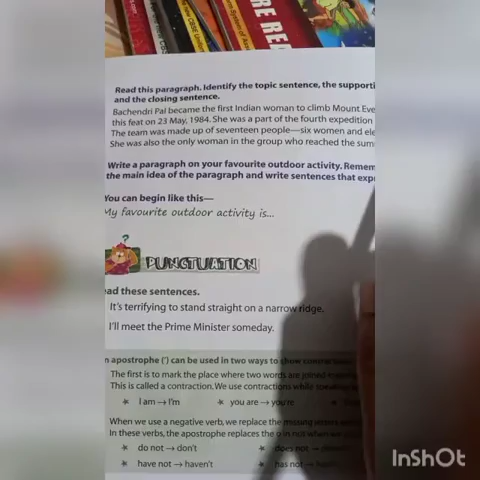 RE RE
Read this paragraph. Identify the topic sentence, the supporti
and the closing sentence.
Bachendri Pal became the first Indian woman to climb Mount Eve
this feat on 23 May, 1984. She was a part of the fourth expedition
The team was made up of seventeen people—six women and ele
She was also the only woman in the group who reached the sum
Write a paragraph on your favourite outdoor activity. Remem
the main idea of the paragraph and write sentences that exp
You can begin like this—
My favourite outdoor activity is...
PUNCTUATION
ead these sentences.
It's terrifying to stand straight on a narrow ridge.
I'll meet the Prime Minister someday.
n apostrophe (') can be used in two ways to show
The first is to mark the place where two words are joined
This is called a contraction. We use contractions while
* I am → I'm * you are → you're
When we use a negative verb, we replace the missing
In these verbs, the apostrophe replaces the o in not when we
* do not → don't * does not →
* have not → haven't * has not →
InShOt